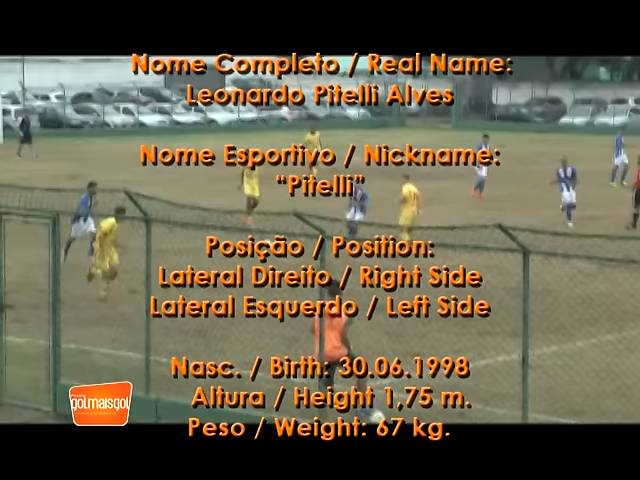 Nome Completo / Real Name:
Leonardo Pitelli Alves
Nome Esportivo / Nickname:
"Pitelli"
Posição / Position:
Lateral Direito / Right Side
Lateral Esquerdo / Left Side
Nasc. / Birth: 30.06.1998
Altura / Height 1,75 m.
Peso / Weight: 67 kg.
golmaisgol